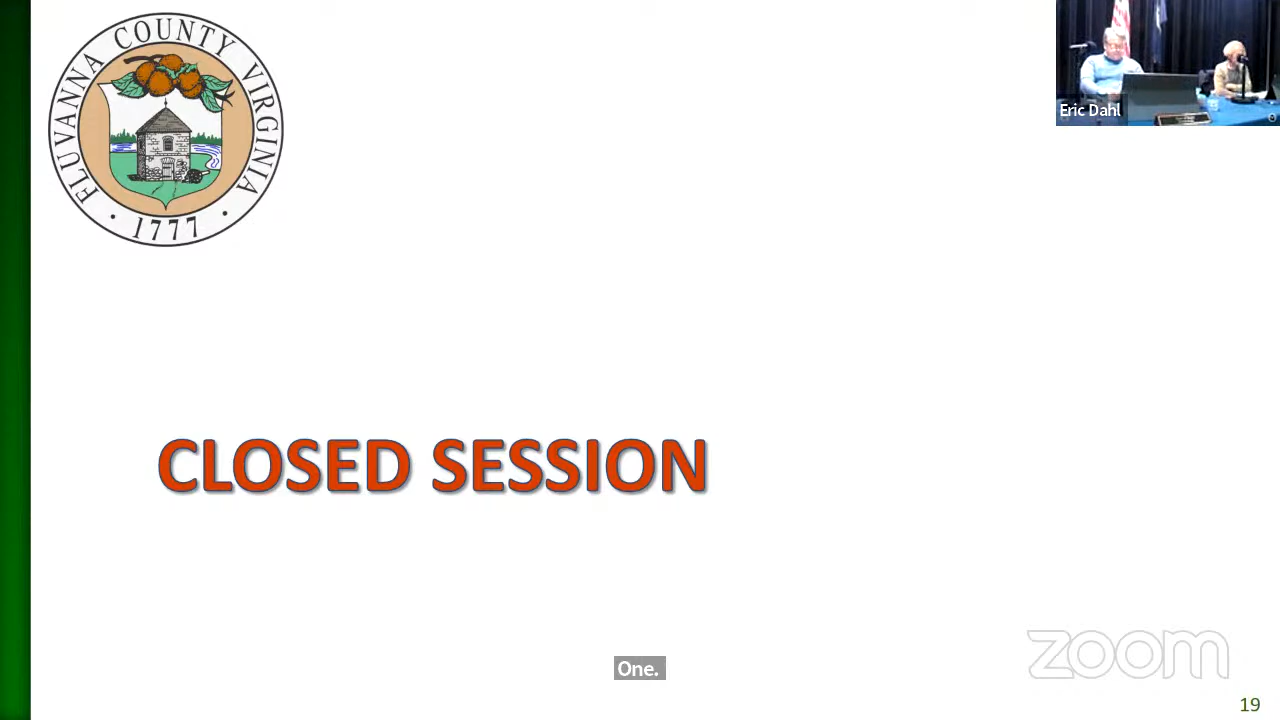 FLUVANNA COUNTY VIRGINIA
· 1777 ·
Eric Dahl
CLOSED SESSION
One.
zoom
19